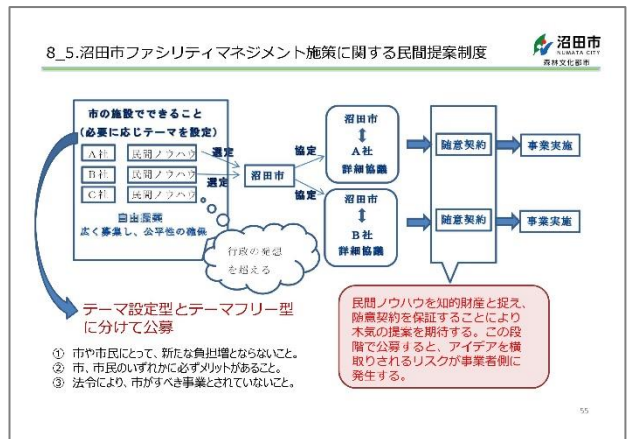 8_5.沼田市ファシリティマネジメント施策に関する民間提案制度
沼田市
NUMATA CITY
森林文化都市
市の施設でできること
(必要に応じテーマを設定)
A社 民間ノウハウ
B社 民間ノウハウ
C社 民間ノウハウ
自由提案
広く募集し、公平性の確保
選定
選定
沼田市
協定
協定
沼田市
A社
詳細協議
沼田市
B社
詳細協議
随意契約
随意契約
事業実施
事業実施
行政の発想
を超える
テーマ設定型とテーマフリー型
に分けて公募
① 市や市民にとって、新たな負担増とならないこと。
② 市、市民のいずれかに必ずメリットがあること。
③ 法令により、市がすべき事業とされていないこと。
民間ノウハウを知的財産と捉え、
随意契約を保証することにより
本気の提案を期待する。この段
階で公募すると、アイデアを横
取りされるリスクが事業者側に
発生する。
55